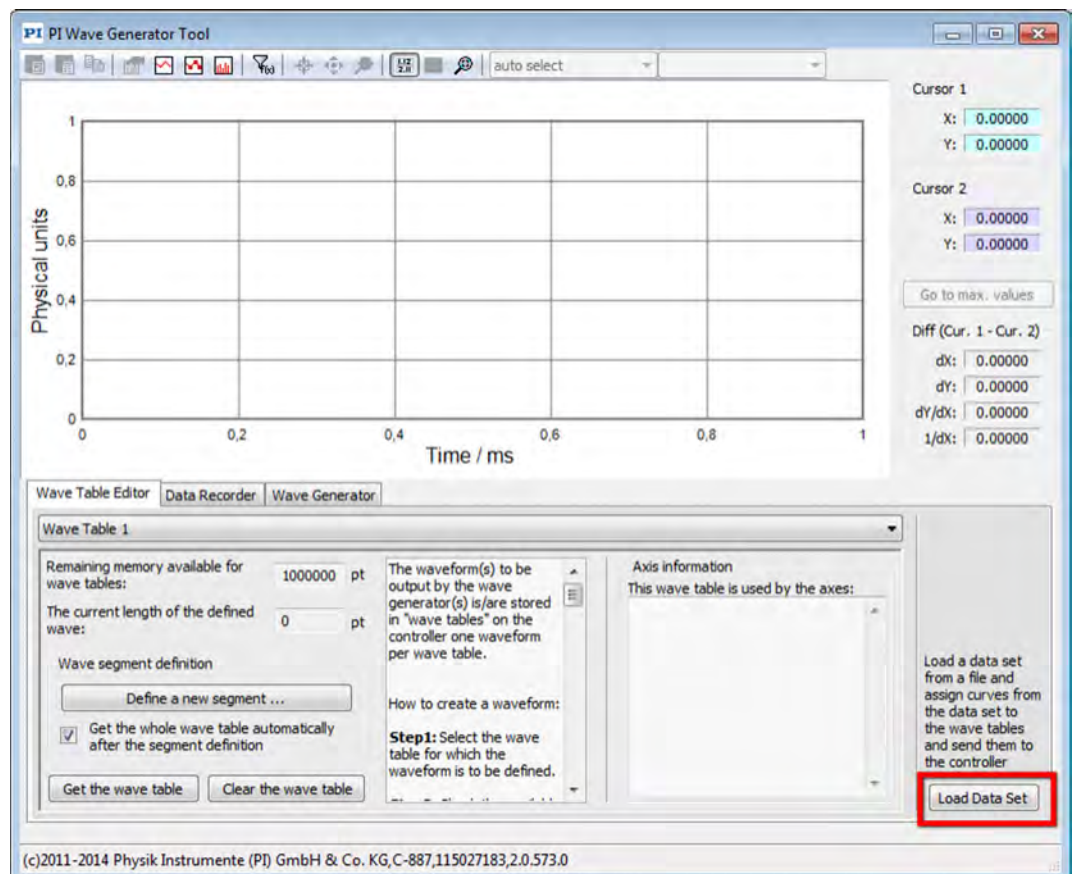 PI PI Wave Generator Tool
auto select
Cursor 1
X: 0.00000
Y: 0.00000
Cursor 2
X: 0.00000
Y: 0.00000
Go to max. values
Diff (Cur. 1 - Cur. 2)
dX: 0.00000
dY: 0.00000
dY/dX: 0.00000
1/dX: 0.00000
Physical units
1
0,8
0,6
0,4
0,2
0
0 0,2 0,4 0,6 0,8 1
Time / ms
Wave Table Editor Data Recorder Wave Generator
Wave Table 1
Remaining memory available for
wave tables:
1000000 pt
The current length of the defined
wave:
0 pt
Wave segment definition
Define a new segment ...
Get the whole wave table automatically
after the segment definition
Get the wave table Clear the wave table
The waveform(s) to be
output by the wave
generator(s) is/are stored
in "wave tables" on the
controller one waveform
per wave table.
How to create a waveform:
Step1: Select the wave
table for which the
waveform is to be defined.
Axis information
This wave table is used by the axes:
Load a data set
from a file and
assign curves from
the data set to
the wave tables
and send them to
the controller
Load Data Set
(c)2011-2014 Physik Instrumente (PI) GmbH & Co. KG,C-887,115027183,2.0.573.0